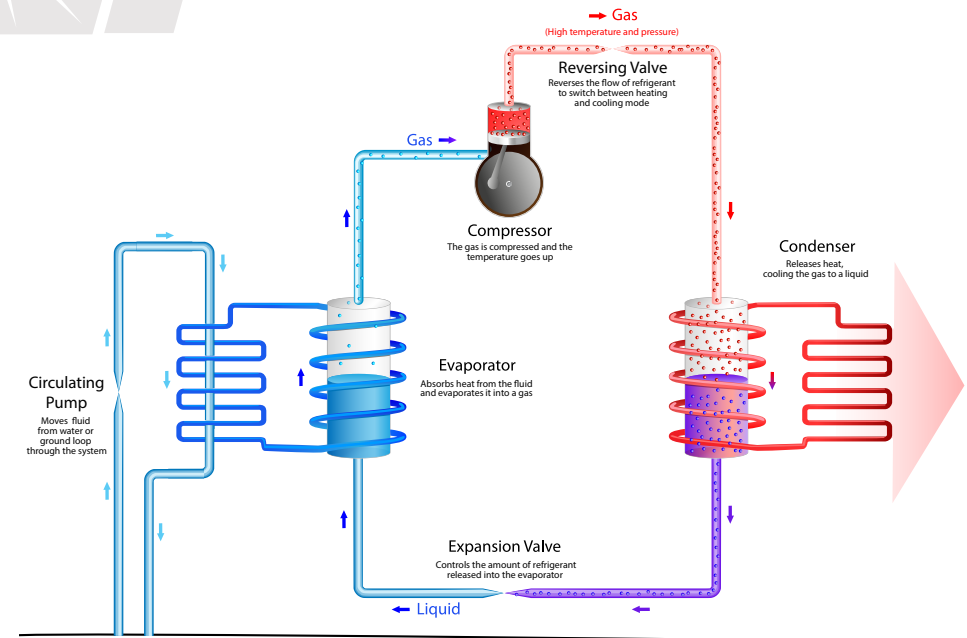 Gas
(High temperature and pressure)
Reversing Valve
Reverses the flow of refrigerant
to switch between heating
and cooling mode
Gas
Compressor
The gas is compressed and the
temperature goes up
Condenser
Releases heat,
cooling the gas to a liquid
Evaporator
Absorbs heat from the fluid
and evaporates it into a gas
Circulating
Pump
Moves fluid
from water or
ground loop
through the system
Expansion Valve
Controls the amount of refrigerant
released into the evaporator
Liquid